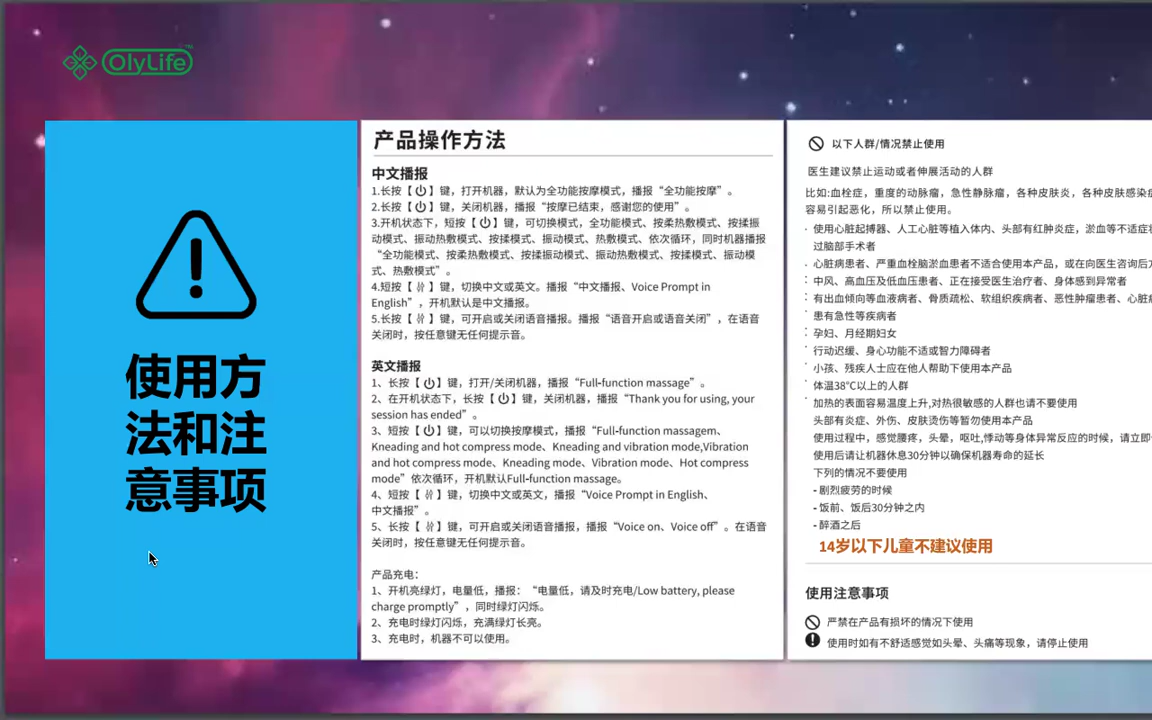 OlyLife™
使用方
法和注
意事项
产品操作方法
中文播报
1.长按【⏻】键，打开机器，默认为全功能按摩模式，播报“全功能按摩”。
2.长按【⏻】键，关闭机器，播报“按摩已结束，感谢您的使用”。
3.开机状态下，短按【⏻】键，可切换模式，全功能模式、按柔热敷模式、按揉振
动模式、振动热敷模式、按揉模式、振动模式、热敷模式、依次循环，同时机器播报
“全功能模式、按柔热敷模式、按揉振动模式、振动热敷模式、按揉模式、振动模
式、热敷模式”。
4.短按【】键，切换中文或英文。播报“中文播报、Voice Prompt in
English”，开机默认是中文播报。
5.长按【】键，可开启或关闭语音播报。播报“语音开启或语音关闭”，在语音
关闭时，按任意键无任何提示音。
英文播报
1、长按【⏻】键，打开/关闭机器，播报“Full-function massage”。
2、在开机状态下，长按【⏻】键，关闭机器，播报“Thank you for using, your
session has ended”。
3、短按【⏻】键，可以切换按摩模式，播报“Full-function massagem、
Kneading and hot compress mode、Kneading and vibration mode,Vibration
and hot compress mode、Kneading mode、Vibration mode、Hot compress
mode”依次循环，开机默认Full-function massage。
4、短按【】键，切换中文或英文，播报“Voice Prompt in English、
中文播报”。
5、长按【】键，可开启或关闭语音播报，播报“Voice on、Voice off”。在语音
关闭时，按任意键无任何提示音。
产品充电：
1、开机亮绿灯，电量低，播报：“电量低，请及时充电/Low battery, please
charge promptly”，同时绿灯闪烁。
2、充电时绿灯闪烁，充满绿灯长亮。
3、充电时，机器不可以使用。
以下人群/情况禁止使用
医生建议禁止运动或者伸展活动的人群
比如:血栓症，重度的动脉瘤，急性静脉瘤，各种皮肤炎，各种皮肤感染
容易引起恶化，所以禁止使用。
· 使用心脏起搏器、人工心脏等植入体内、头部有红肿炎症，淤血等不适症
过脑部手术者
· 心脏病患者、严重血栓脑淤血患者不适合使用本产品，或在向医生咨询后
· 中风、高血压及低血压患者、正在接受医生治疗者、身体感到异常者
· 有出血倾向等血液病者、骨质疏松、软组织疾病者、恶性肿瘤患者、心脏
患有急性等疾病者
· 孕妇、月经期妇女
· 行动迟缓、身心功能不适或智力障碍者
· 小孩、残疾人士应在他人帮助下使用本产品
· 体温38°C以上的人群
· 加热的表面容易温度上升,对热很敏感的人群也请不要使用
头部有炎症、外伤、皮肤烫伤等暂勿使用本产品
使用过程中，感觉腰疼，头晕，呕吐,悸动等身体异常反应的时候，请立即
使用后请让机器休息30分钟以确保机器寿命的延长
下列的情况不要使用
- 剧烈疲劳的时候
- 饭前、饭后30分钟之内
- 醉酒之后
14岁以下儿童不建议使用
使用注意事项
严禁在产品有损坏的情况下使用
使用时如有不舒适感觉如头晕、头痛等现象，请停止使用